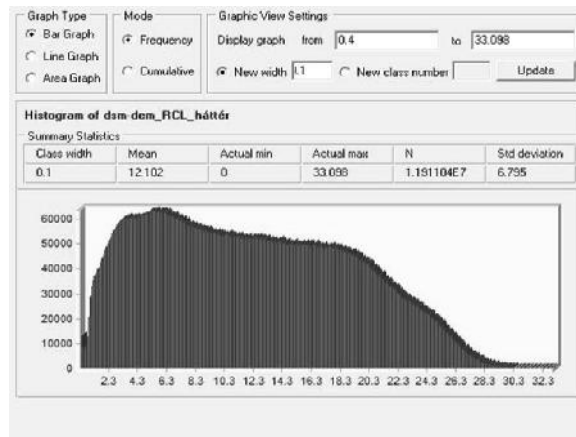 Graph Type
Bar Graph
Line Graph
Area Graph
Mode
Frequency
Cumulative
Graphic View Settings
Display graph from 0.4 to 33.098
New width New class number Update
Histogram of dsm-dem_RCL_háttér
Summary Statistics
Class width Mean Actual min Actual max N Std deviation
0.1 12.102 0 33.098 1.191104E7 6.795
60000
50000
40000
30000
20000
10000
0
2.3 4.3 6.3 8.3 10.3 12.3 14.3 16.3 18.3 20.3 22.3 24.3 26.3 28.3 30.3 32.3